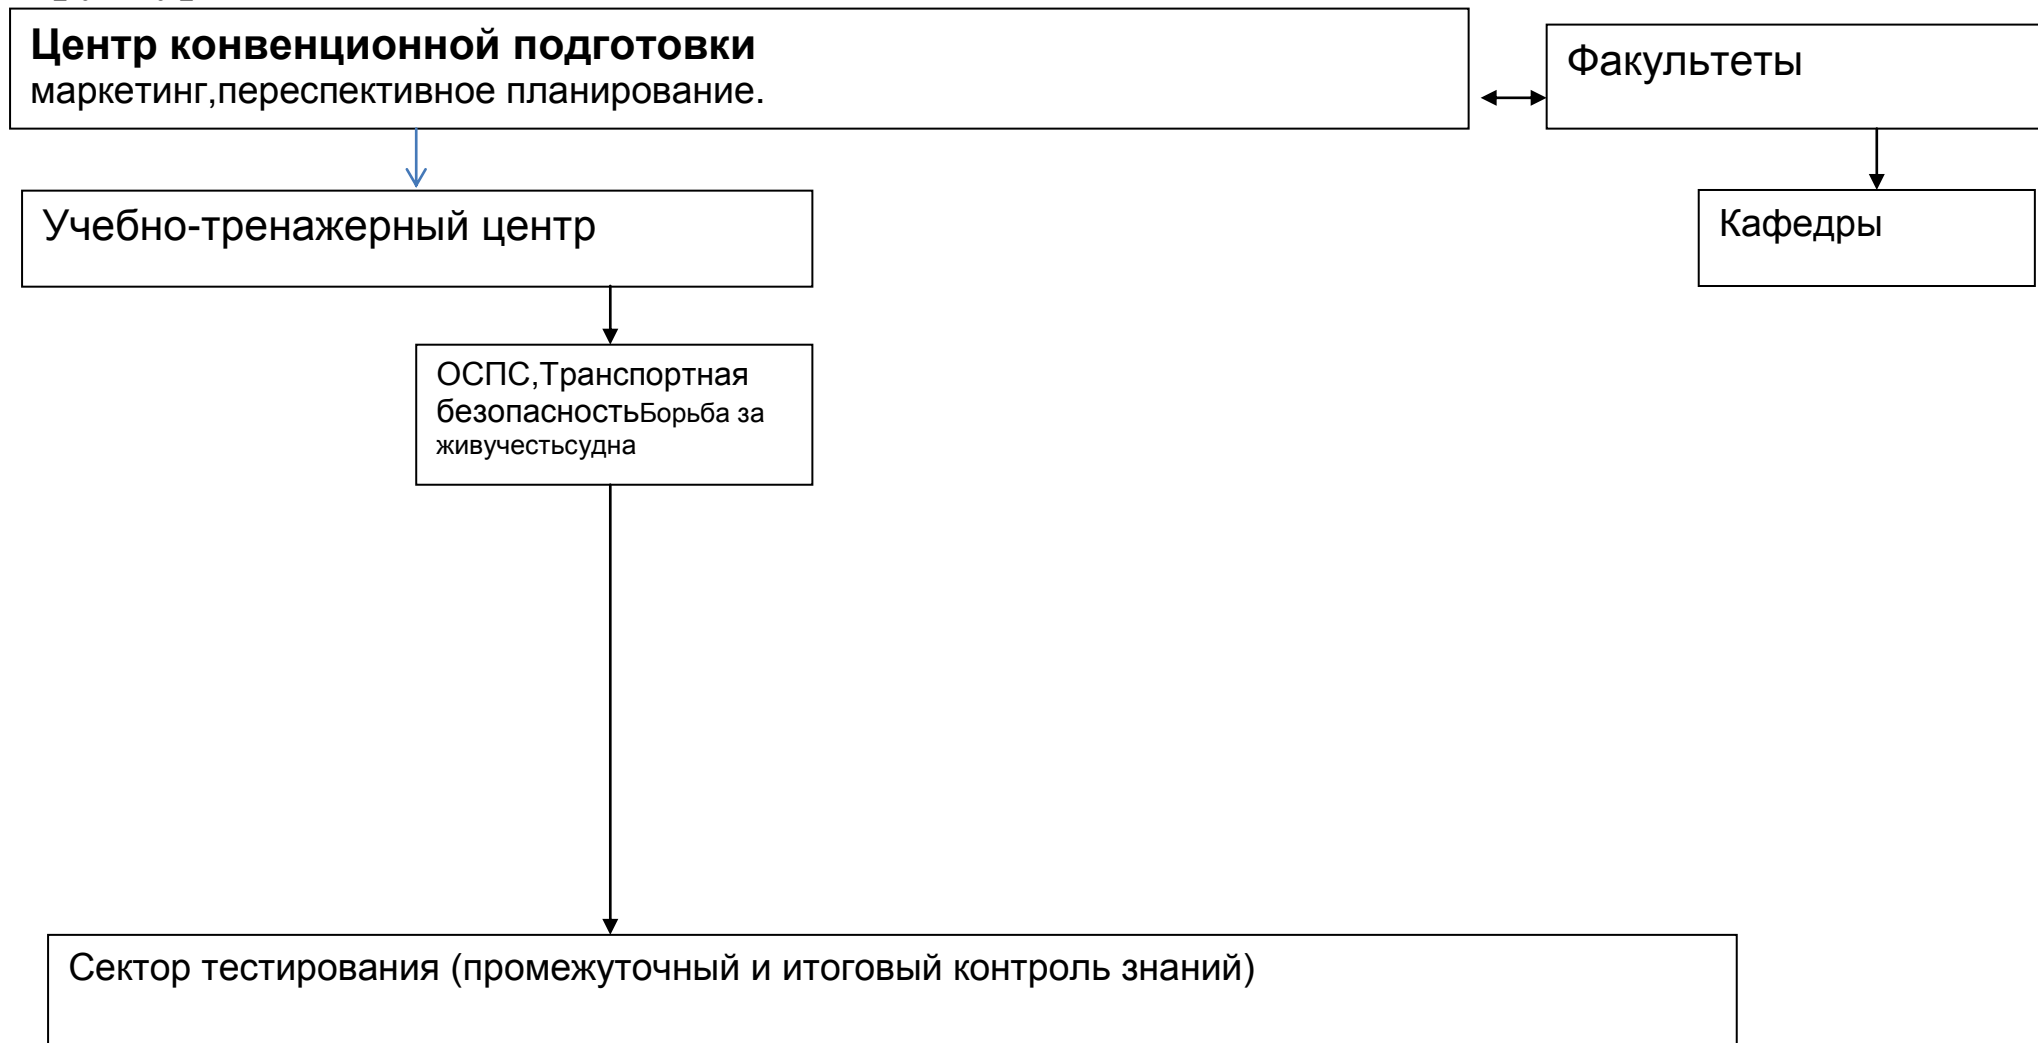 Центр конвенционной подготовки
маркетинг,переспективное планирование.
Факультеты
Учебно-тренажерный центр
Кафедры
ОСПС,Транспортная
безопасностьБорьба за
живучестьсудна
Сектор тестирования (промежуточный и итоговый контроль знаний)